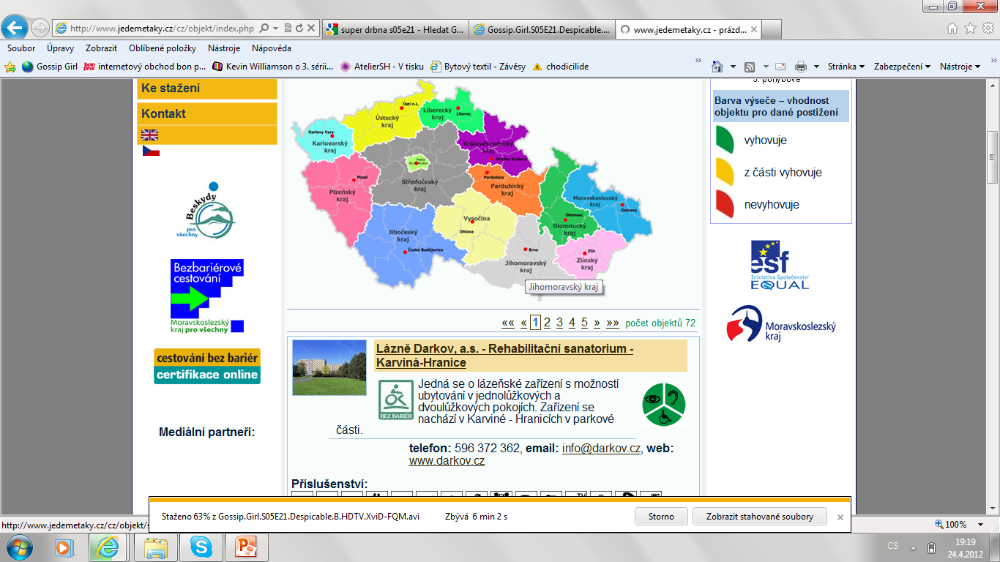 http://www.jedemetaky.cz/cz/objekt/index.php
super drbna s05e21 - Hledat G...
Gossip.Girl.S05E21.Despicable....
www.jedemetaky.cz - prázd...
Soubor Úpravy Zobrazit Oblíbené položky Nástroje Nápověda
Gossip Girl
internetový obchod bon p...
Kevin Williamson o 3. sérii...
AtelierSH - V tisku
Bytový textil - Závěsy
chodicilide
Stránka
Zabezpečení
Nástroje
Ke stažení
Kontakt
Beskydy
pro
všechny
Bezbariérové
cestování
Moravskoslezský
kraj pro všechny
cestování bez bariér
certifikace online
Mediální partneři:
Ústí n.L.
Ústecký
kraj
Liberecký
kraj
Liberec
Karlovy Vary
Karlovarský
kraj
Královéhradecký
kraj
Hradec Králové
Praha
Středočeský
kraj
Plzeň
Plzeňský
kraj
Pardubice
Pardubický
kraj
Moravskoslezský
kraj
Ostrava
Olomouc
Olomoucký
kraj
Vysočina
Jihlava
Jihočeský
kraj
České Budějovice
Brno
Jihomoravský
kraj
Zlín
Zlínský
kraj
Jihomoravský kraj
«« « 1 2 3 4 5 » »» počet objektů 72
Lázně Darkov, a.s. - Rehabilitační sanatorium -
Karviná-Hranice
BEZ BARIÉR
Jedná se o lázeňské zařízení s možností
ubytování v jednolůžkových a
dvoulůžkových pokojích. Zařízení se
nachází v Karviné - Hranicích v parkové
části.
telefon: 596 372 362, email: info@darkov.cz, web:
www.darkov.cz
Příslušenství:
3. pohybové
Barva výseče – vhodnost
objektu pro dané postižení
vyhovuje
z části vyhovuje
nevyhovuje
esf
Iniciativa Společenství
EQUAL
Moravskoslezský
kraj
Staženo 63% z Gossip.Girl.S05E21.Despicable.B.HDTV.XviD-FQM.avi
Zbývá 6 min 2 s
Storno
Zobrazit stahované soubory
http://www.jedemetaky.cz/cz/objekt/
100%
CS
19:19
24.4.2012